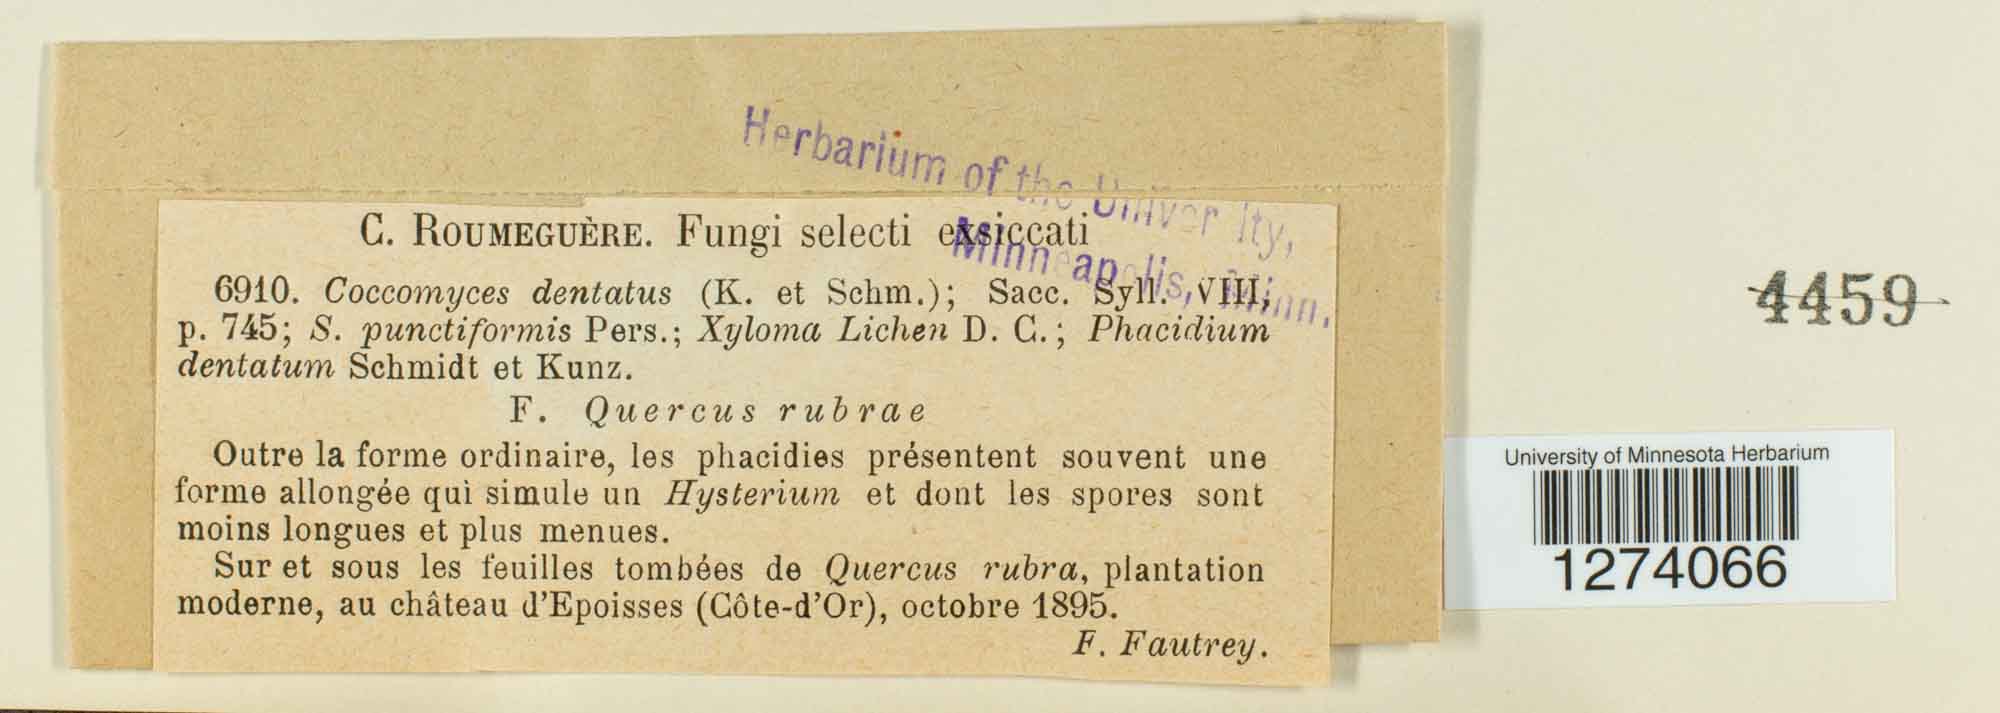 Herbarium of the University,
Minneapolis, Minn.
C. ROUMEGUÈRE. Fungi selecti exsiccati
6910. Coccomyces dentatus (K. et Schm.); Sacc. Syll. VIII,
p. 745; S. punctiformis Pers.; Xyloma Lichen D. C.; Phacidium
dentatum Schmidt et Kunz.
F. Quercus rubrae
Outre la forme ordinaire, les phacidies présentent souvent une
forme allongée qui simule un Hysterium et dont les spores sont
moins longues et plus menues.
Sur et sous les feuilles tombées de Quercus rubra, plantation
moderne, au château d'Epoisses (Côte-d'Or), octobre 1895.
F. Fautrey.
4459
University of Minnesota Herbarium
1274066